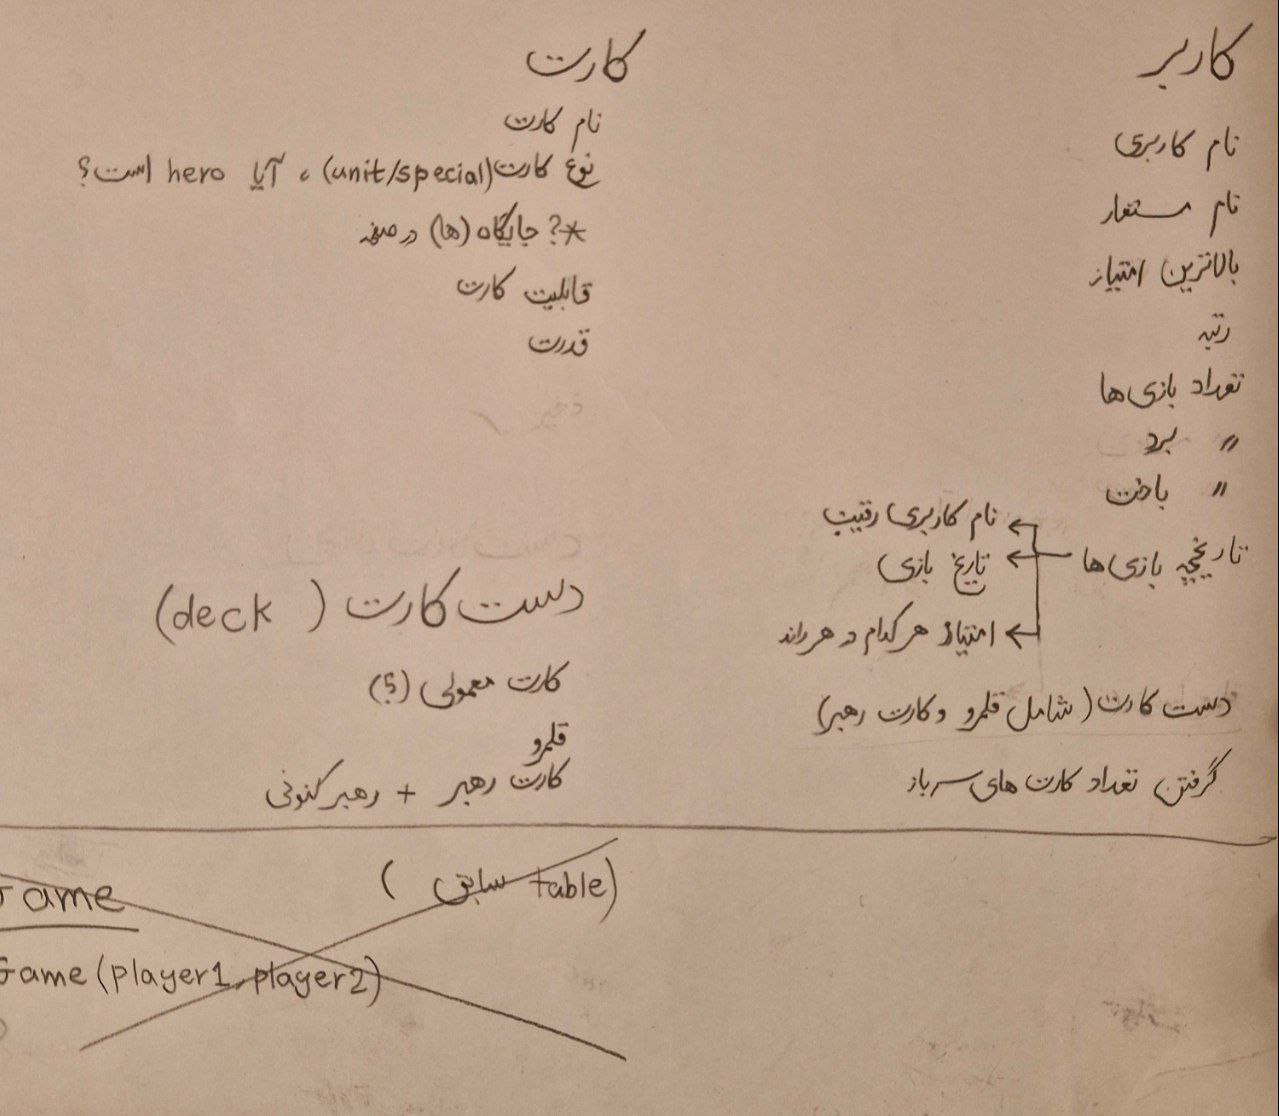 کاربر
نام کاربری
نام مستعار
بالاترین امتیاز
رتبه
تعداد بازی ها
〃 برد
〃 باخت
تاریخچه بازی ها
نام کاربری رقیب
تاریخ بازی
امتیاز هر کدام در هر راند
دست کارت (شامل قلمرو و کارت رهبر)
گرفتن تعداد کارت های سرباز
کارت
نام کارت
نوع کارت (unit/special)، آیا hero است؟
*؟ جایگاه (ها) در صفحه
قابلیت کارت
قدرت
دست کارت (deck)
کارت معمولی (؟)
قلمرو
کارت رهبر + رهبر کنونی
Game (سابق table)
Game (player1, player2)